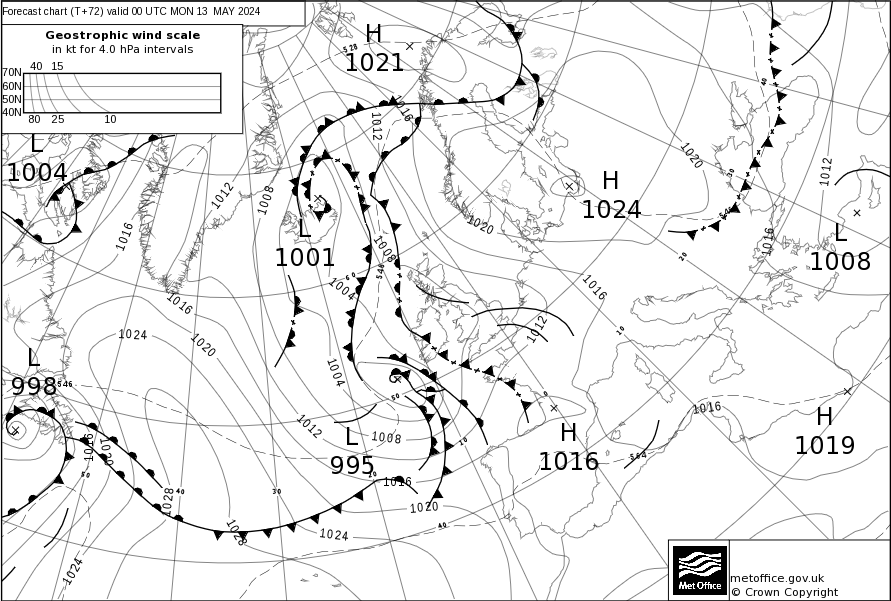 Forecast chart (T+72) valid 00 UTC MON 13 MAY 2024
Geostrophic wind scale
in kt for 4.0 hPa intervals
40 15
70N
60N
50N
40N
80 25 10
H
1021
528
1016
1012
L
1004
1012
1008
1016
H
1024
1020
1020
40
30
1012
1016
L
1008
20
L
1001
1008
546
60
1004
1016
1016
1024
1020
1012
10
L
998
546
1004
50
0
1016
H
1019
1012
L
995
1008
10
H
1016
564
1016
1020
50
40
30
20
1016
1028
1020
1028
1024
40
1024
Met Office
metoffice.gov.uk
© Crown Copyright